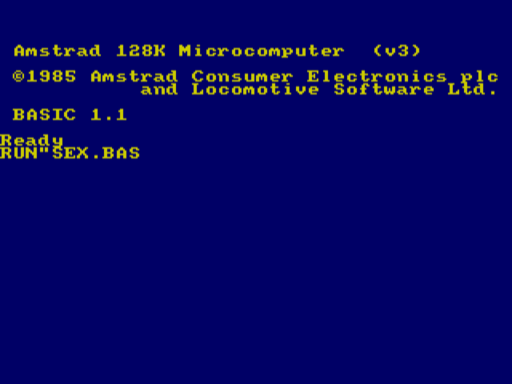 Amstrad 128K Microcomputer (v3)
©1985 Amstrad Consumer Electronics plc
and Locomotive Software Ltd.
BASIC 1.1
Ready
RUN"SEX.BAS